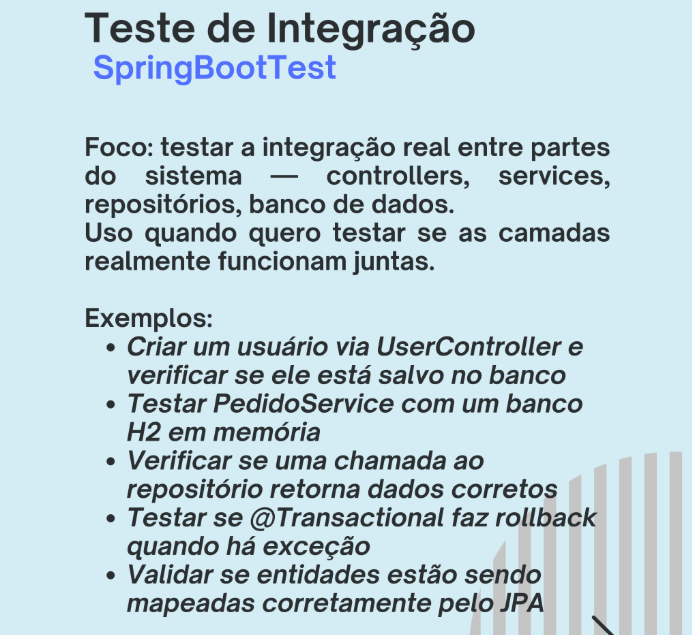 Teste de Integração
SpringBootTest
Foco: testar a integração real entre partes
do sistema — controllers, services,
repositórios, banco de dados.
Uso quando quero testar se as camadas
realmente funcionam juntas.
Exemplos:
• Criar um usuário via UserController e
verificar se ele está salvo no banco
• Testar PedidoService com um banco
H2 em memória
• Verificar se uma chamada ao
repositório retorna dados corretos
• Testar se @Transactional faz rollback
quando há exceção
• Validar se entidades estão sendo
mapeadas corretamente pelo JPA